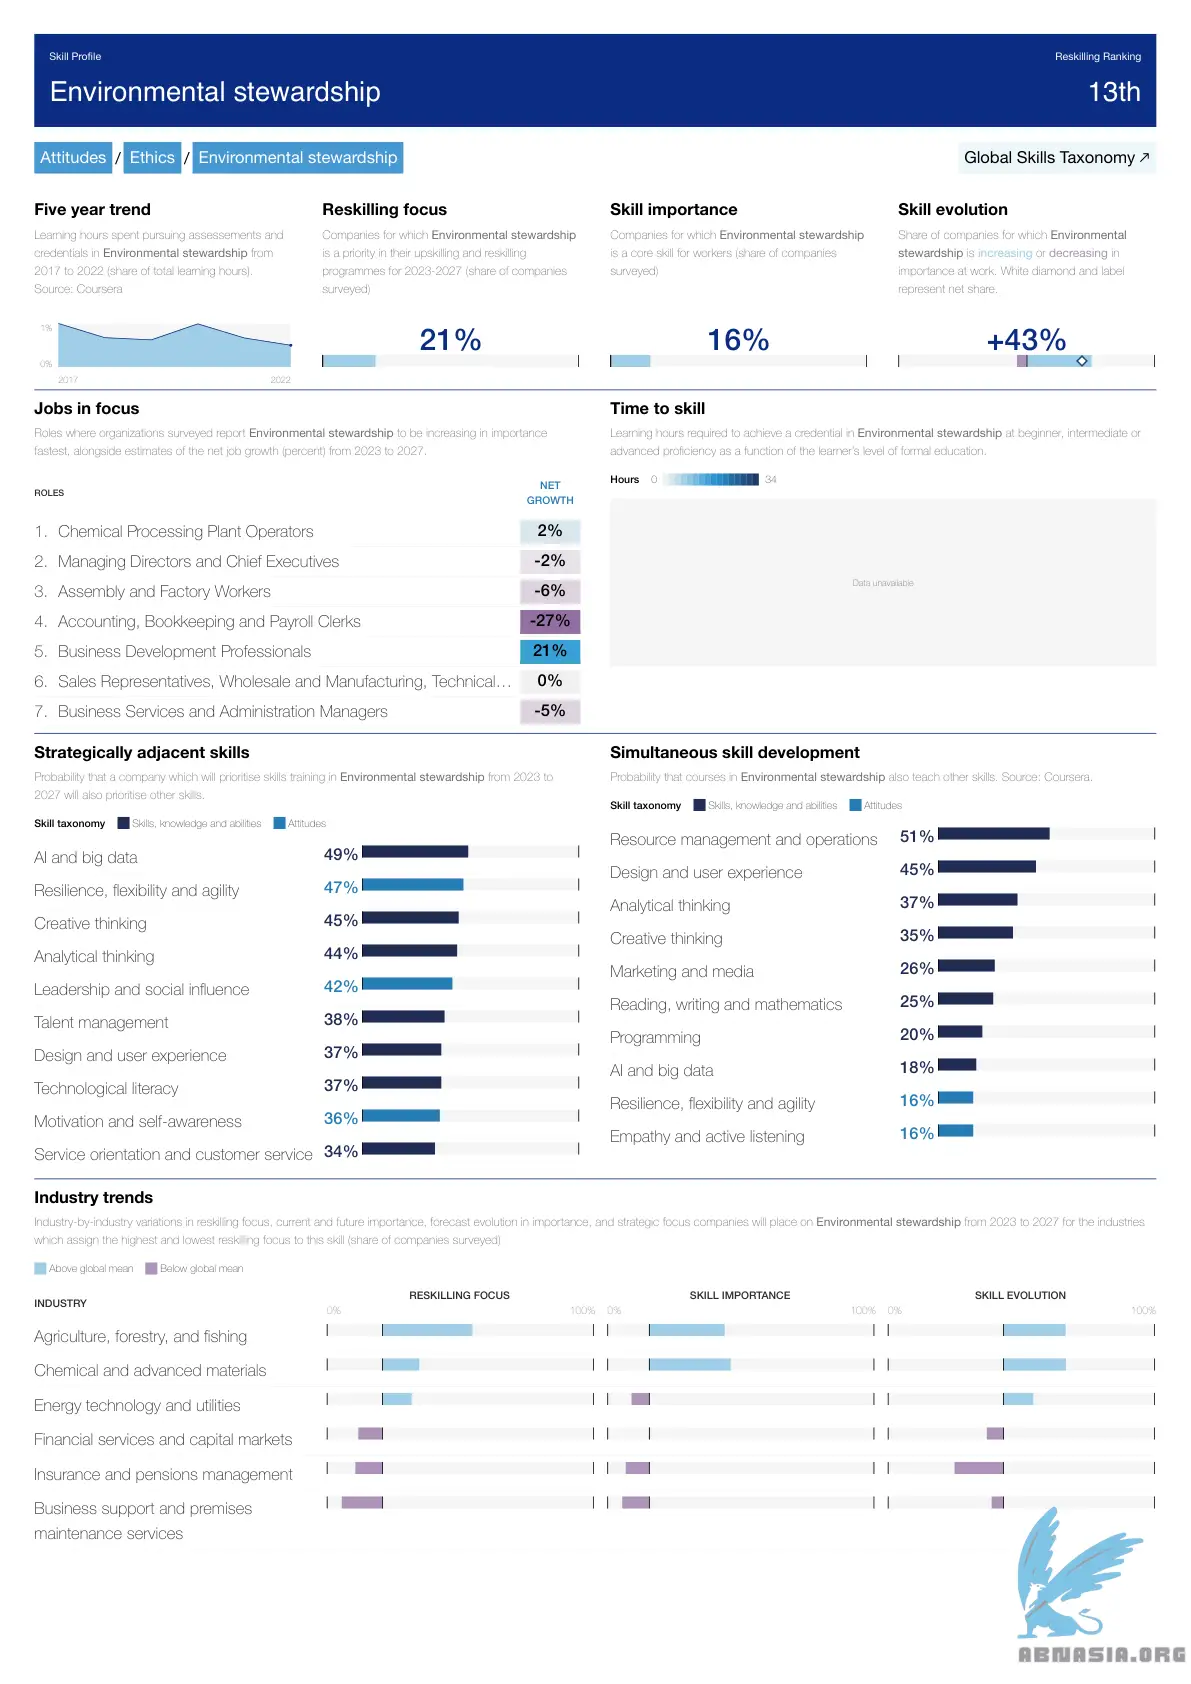 Skill Profile
Reskilling Ranking
Environmental stewardship
13th
Attitudes / Ethics / Environmental stewardship
Global Skills Taxonomy ↗
Five year trend
Learning hours spent pursuing assessements and
credentials in Environmental stewardship from
2017 to 2022 (share of total learning hours).
Source: Coursera
1%
0%
2017
2022
Reskilling focus
Companies for which Environmental stewardship
is a priority in their upskilling and reskilling
programmes for 2023-2027 (share of companies
surveyed)
21%
Skill importance
Companies for which Environmental stewardship
is a core skill for workers (share of companies
surveyed)
16%
Skill evolution
Share of companies for which Environmental
stewardship is increasing or decreasing in
importance at work. White diamond and label
represent net share.
+43%
Jobs in focus
Roles where organizations surveyed report Environmental stewardship to be increasing in importance
fastest, alongside estimates of the net job growth (percent) from 2023 to 2027.
ROLES
NET
GROWTH
1. Chemical Processing Plant Operators 2%
2. Managing Directors and Chief Executives -2%
3. Assembly and Factory Workers -6%
4. Accounting, Bookkeeping and Payroll Clerks -27%
5. Business Development Professionals 21%
6. Sales Representatives, Wholesale and Manufacturing, Technical… 0%
7. Business Services and Administration Managers -5%
Time to skill
Learning hours required to achieve a credential in Environmental stewardship at beginner, intermediate or
advanced proficiency as a function of the learner's level of formal education.
Hours 0 34
Data unavailable
Strategically adjacent skills
Probability that a company which will prioritise skills training in Environmental stewardship from 2023 to
2027 will also prioritise other skills.
Skill taxonomy Skills, knowledge and abilities Attitudes
AI and big data 49%
Resilience, flexibility and agility 47%
Creative thinking 45%
Analytical thinking 44%
Leadership and social influence 42%
Talent management 38%
Design and user experience 37%
Technological literacy 37%
Motivation and self-awareness 36%
Service orientation and customer service 34%
Simultaneous skill development
Probability that courses in Environmental stewardship also teach other skills. Source: Coursera.
Skill taxonomy Skills, knowledge and abilities Attitudes
Resource management and operations 51%
Design and user experience 45%
Analytical thinking 37%
Creative thinking 35%
Marketing and media 26%
Reading, writing and mathematics 25%
Programming 20%
AI and big data 18%
Resilience, flexibility and agility 16%
Empathy and active listening 16%
Industry trends
Industry-by-industry variations in reskilling focus, current and future importance, forecast evolution in importance, and strategic focus companies will place on Environmental stewardship from 2023 to 2027 for the industries
which assign the highest and lowest reskilling focus to this skill (share of companies surveyed)
Above global mean Below global mean
INDUSTRY
RESKILLING FOCUS SKILL IMPORTANCE SKILL EVOLUTION
0% 100% 0% 100% 0% 100%
Agriculture, forestry, and fishing
Chemical and advanced materials
Energy technology and utilities
Financial services and capital markets
Insurance and pensions management
Business support and premises
maintenance services
ABNASIA.ORG